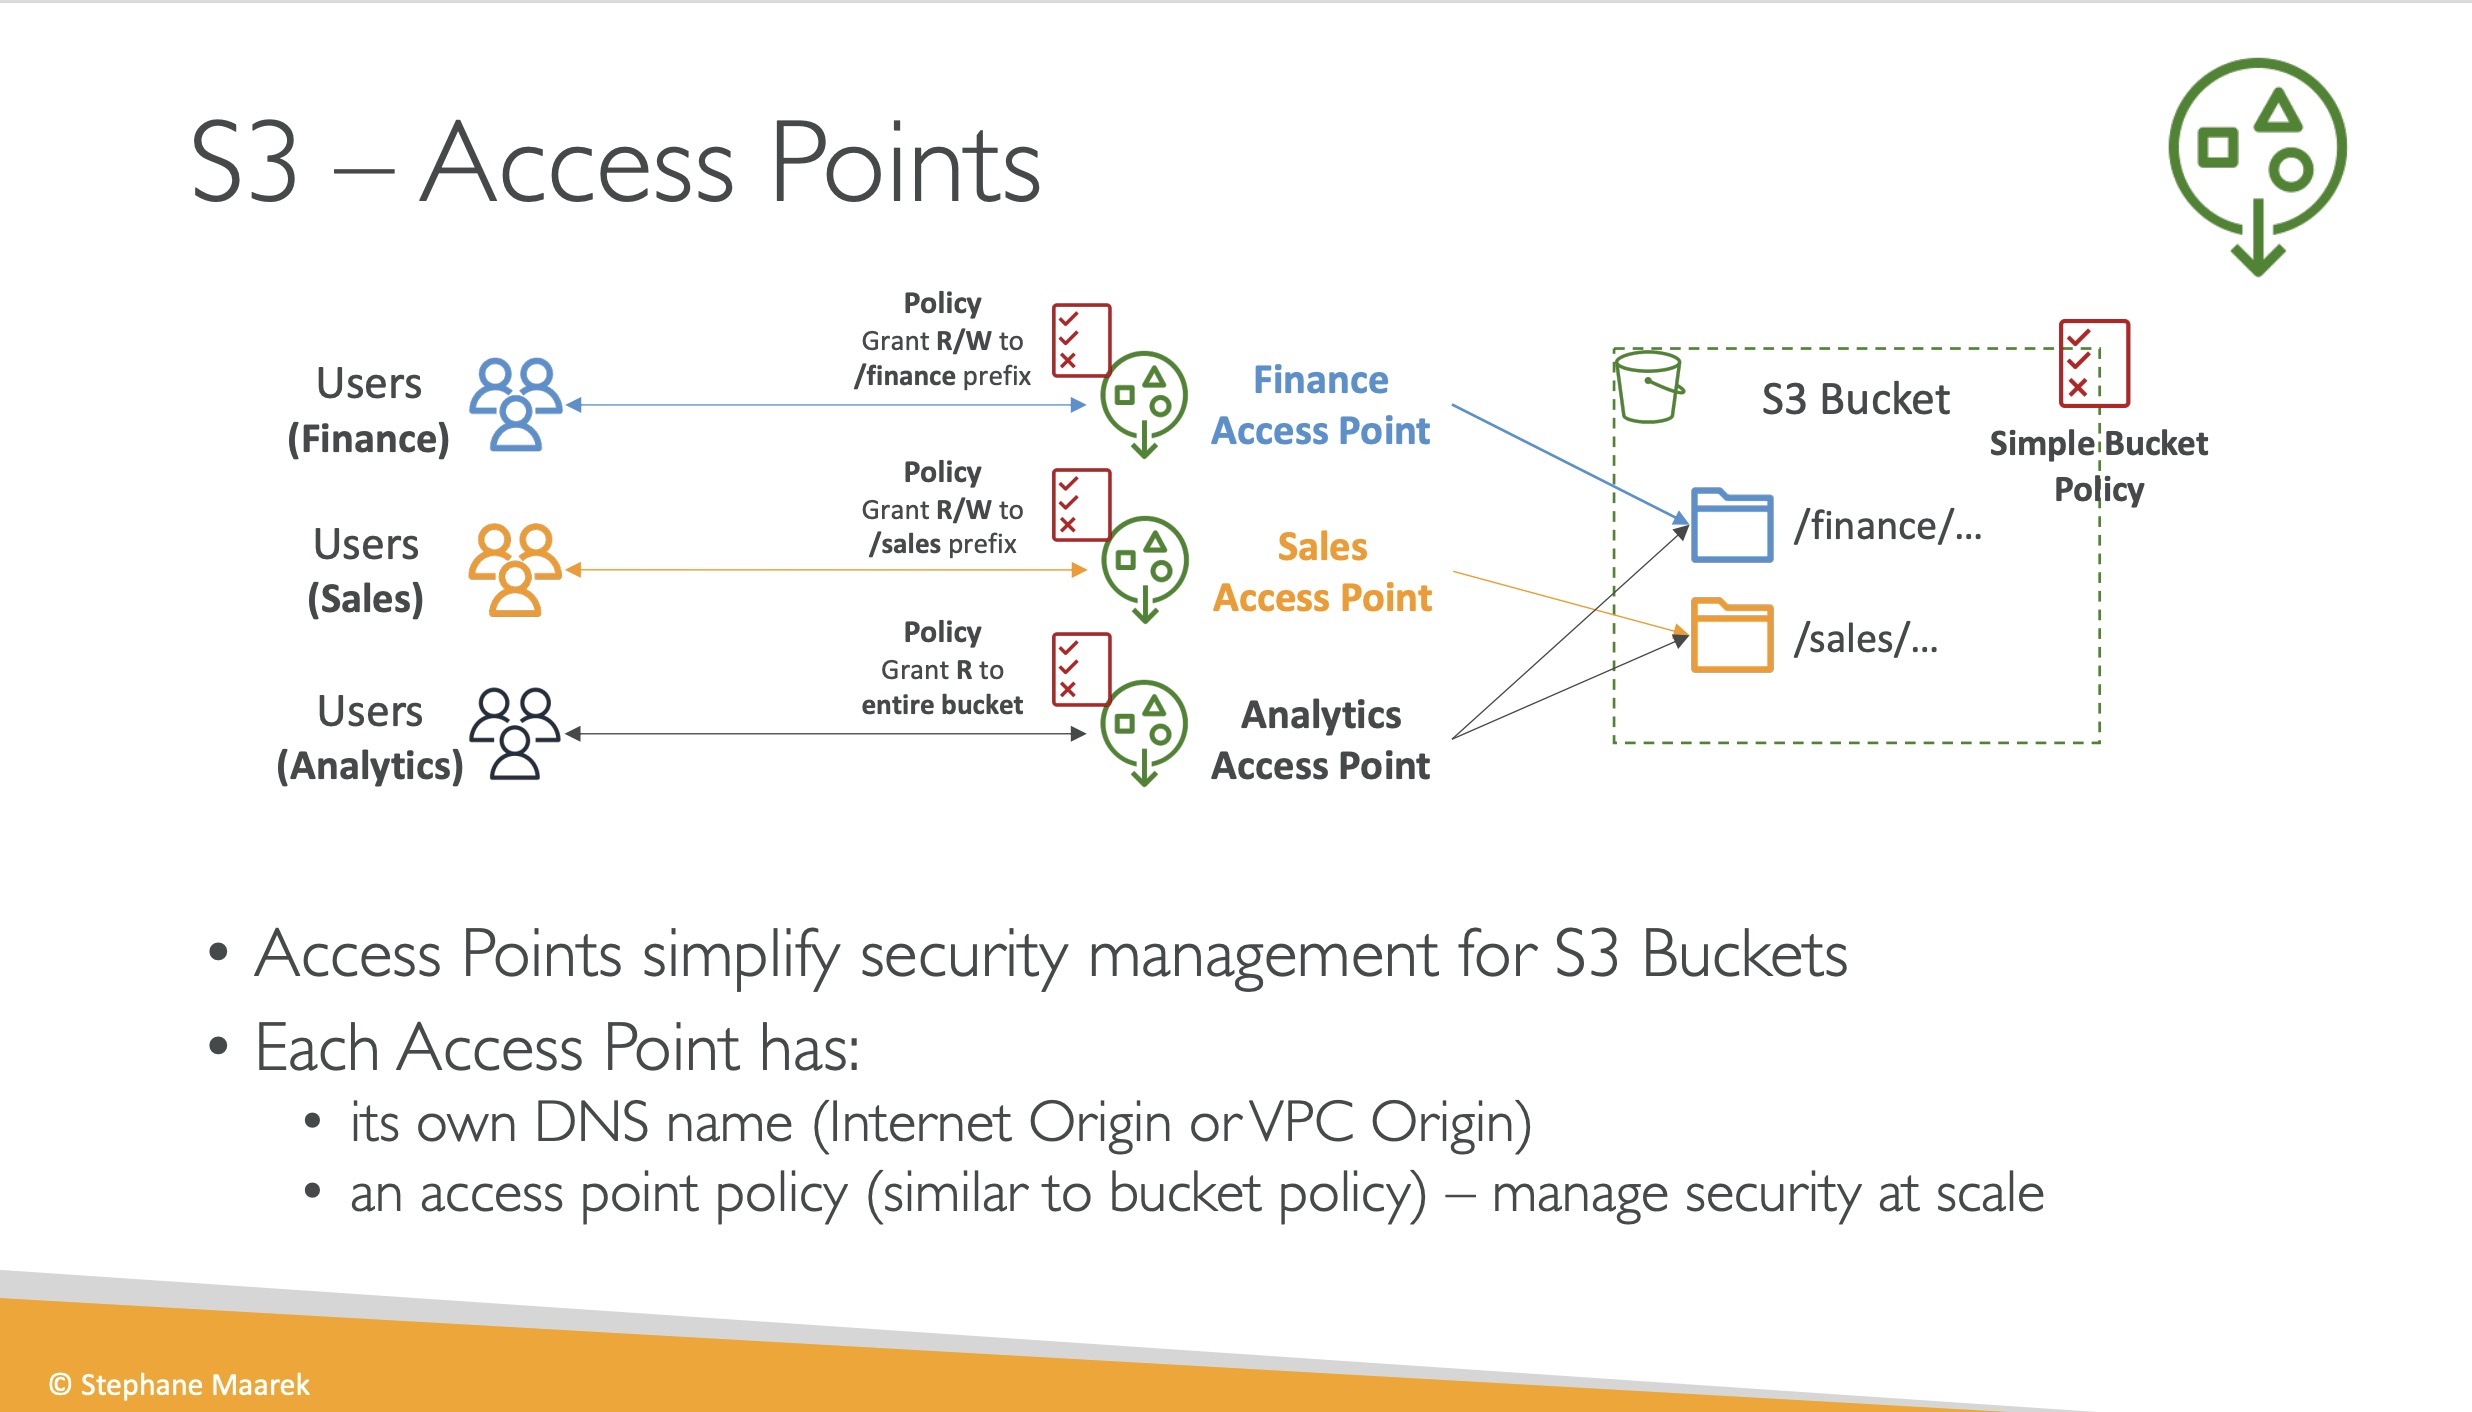 S3 – Access Points
Policy
Grant R/W to
/finance prefix
Users
(Finance)
Finance
Access Point
Policy
Grant R/W to
/sales prefix
Users
(Sales)
Sales
Access Point
Policy
Grant R to
entire bucket
Users
(Analytics)
Analytics
Access Point
S3 Bucket
Simple Bucket
Policy
/finance/...
/sales/...
• Access Points simplify security management for S3 Buckets
• Each Access Point has:
• its own DNS name (Internet Origin or VPC Origin)
• an access point policy (similar to bucket policy) – manage security at scale
© Stephane Maarek